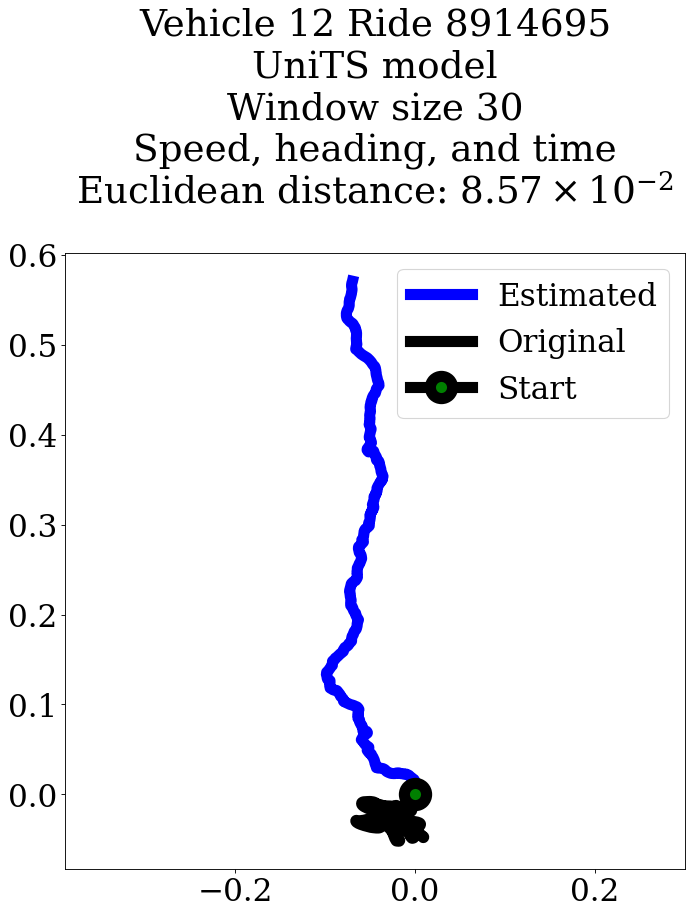 Vehicle 12 Ride 8914695
UniTS model
Window size 30
Speed, heading, and time
Euclidean distance: 8.57 × 10⁻²
0.6
Estimated
0.5
Original
Start
0.4
0.3
0.2
0.1
0.0
−0.2 0.0 0.2